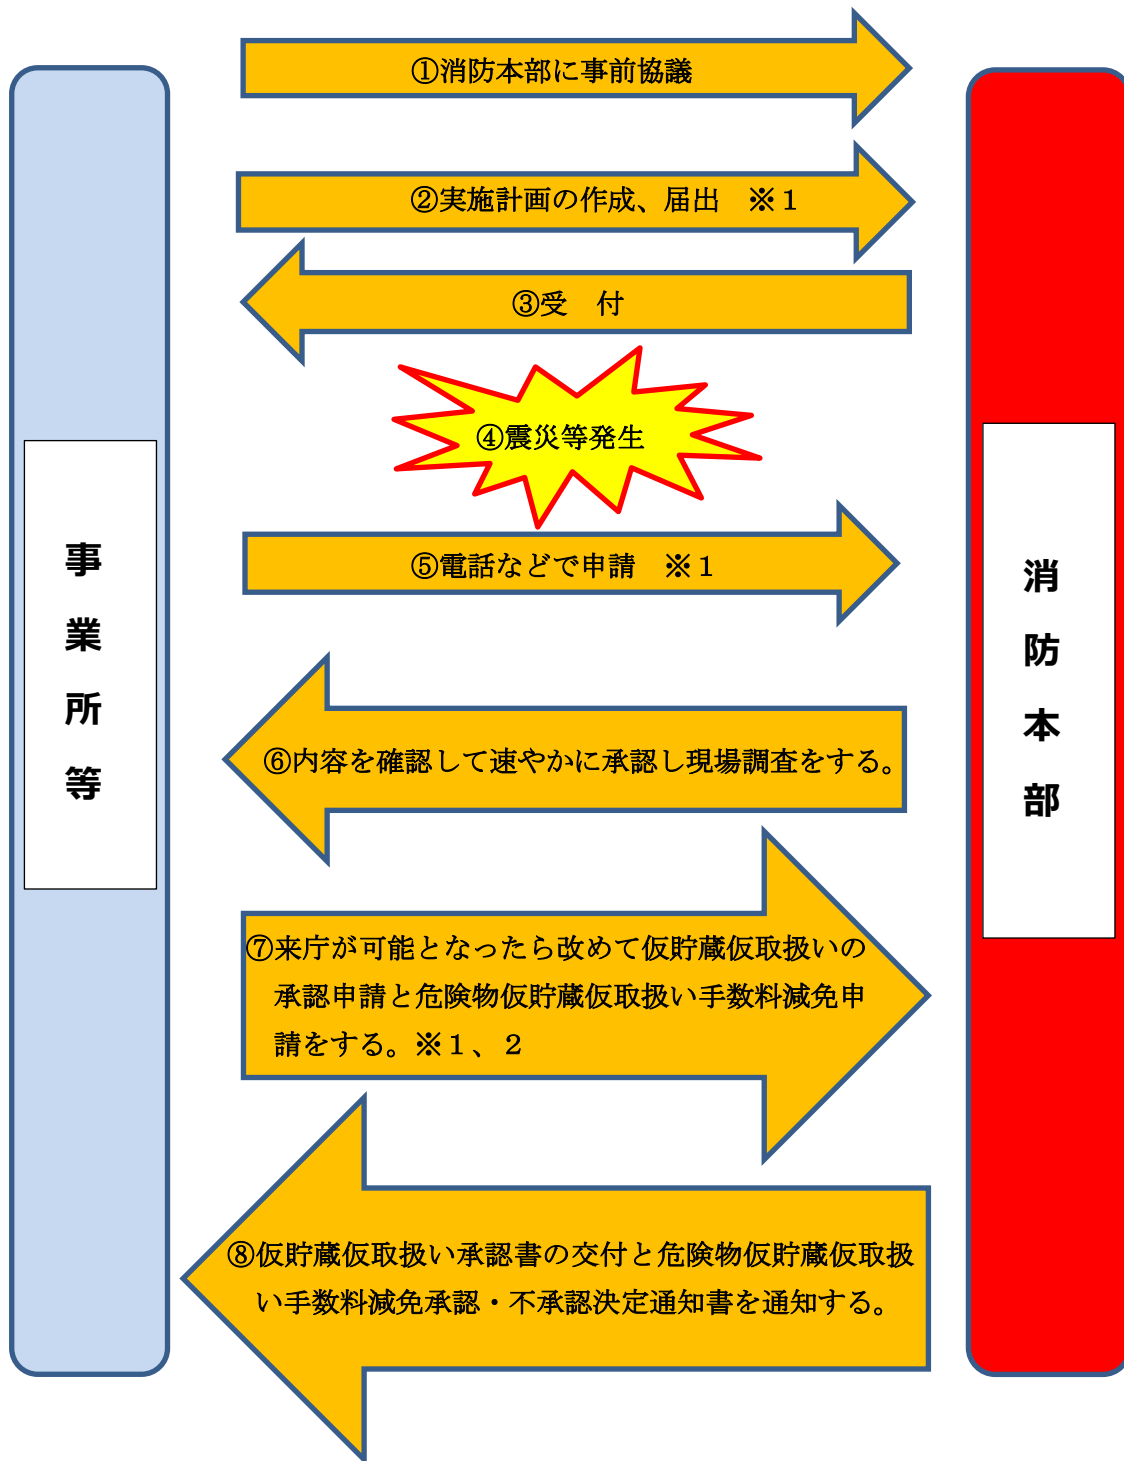 ①消防本部に事前協議
②実施計画の作成、届出　※１
③受　付
④震災等発生
⑤電話などで申請　※１
事業所等
消防本部
⑥内容を確認して速やかに承認し現場調査をする。
⑦来庁が可能となったら改めて仮貯蔵仮取扱いの
承認申請と危険物仮貯蔵仮取扱い手数料減免申
請をする。※１、２
⑧仮貯蔵仮取扱い承認書の交付と危険物仮貯蔵仮取扱
い手数料減免承認・不承認決定通知書を通知する。